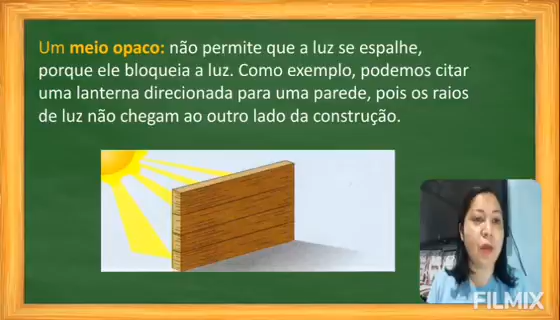 Um meio opaco: não permite que a luz se espalhe,
porque ele bloqueia a luz. Como exemplo, podemos citar
uma lanterna direcionada para uma parede, pois os raios
de luz não chegam ao outro lado da construção.
FILMIX